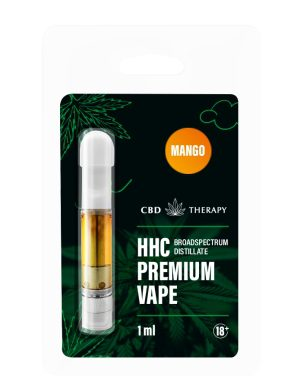 MANGO
CBD THERAPY
HHC BROADSPECTRUM
DISTILLATE
PREMIUM
VAPE
1 ml
18+